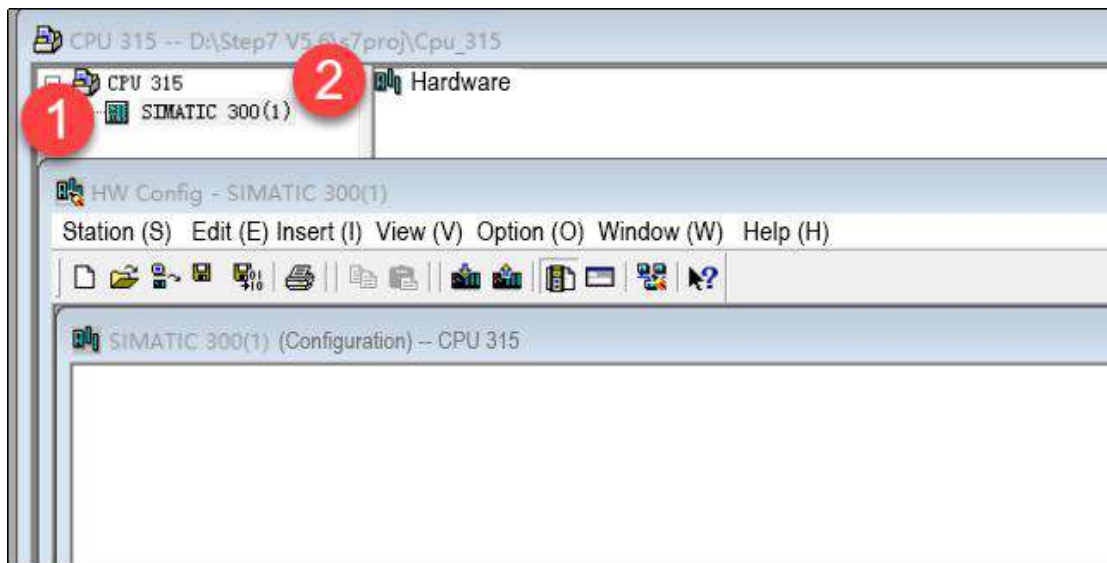 CPU 315 -- D:\Step7 V5.6\s7proj\Cpu_315
CPU 315
2
Hardware
1
SIMATIC 300(1)
HW Config - SIMATIC 300(1)
Station (S) Edit (E) Insert (I) View (V) Option (O) Window (W) Help (H)
SIMATIC 300(1) (Configuration) -- CPU 315